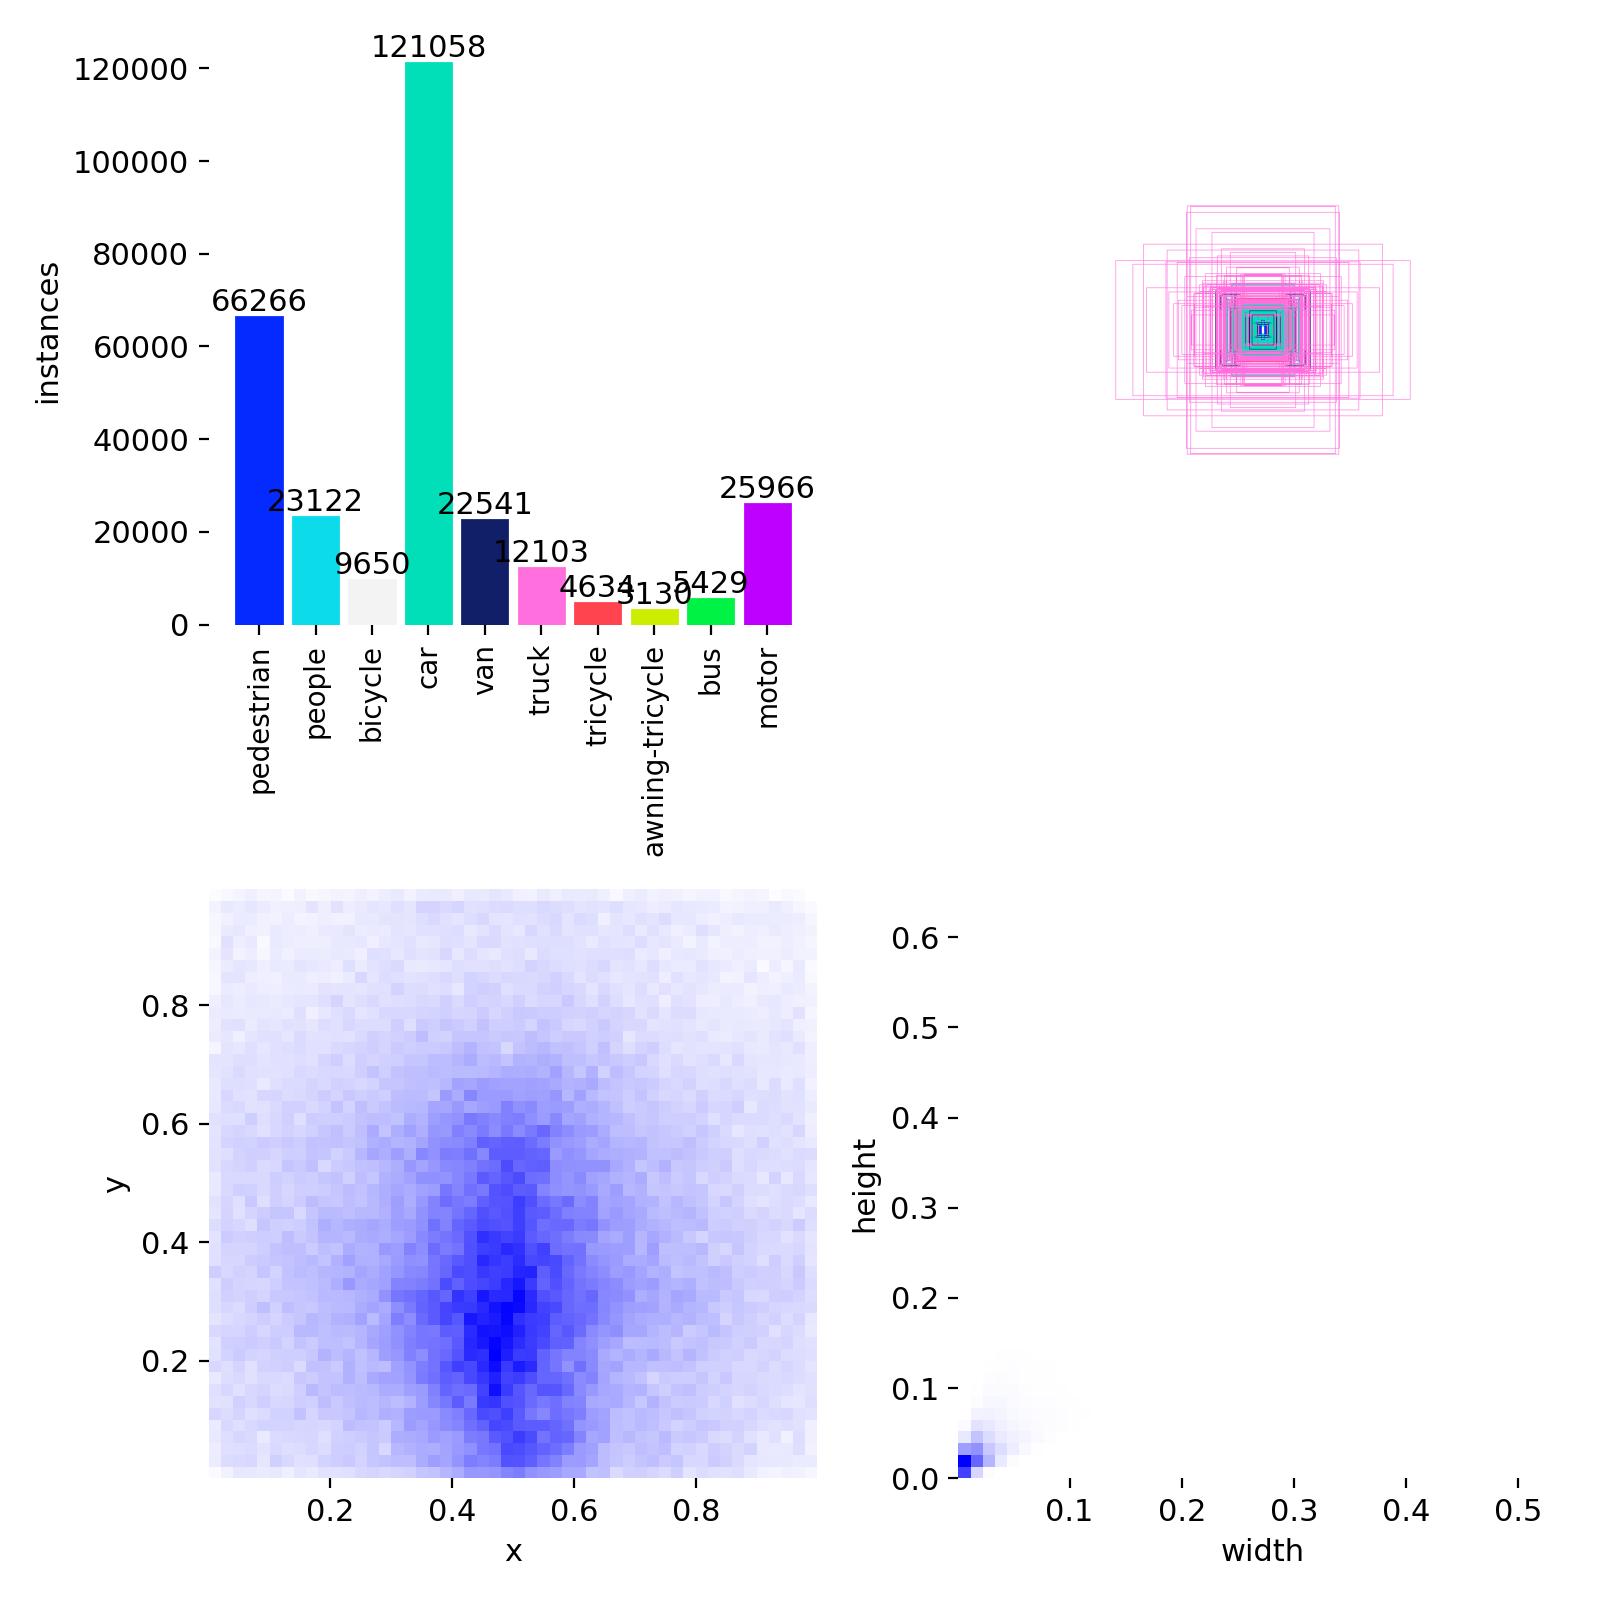 121058
120000
100000
80000
60000
40000
20000
0
instances
66266
23122
9650
22541
12103
4634
3130
5429
25966
pedestrian
people
bicycle
car
van
truck
tricycle
awning-tricycle
bus
motor
0.8
0.6
0.4
0.2
y
0.2 0.4 0.6 0.8
x
0.6
0.5
0.4
0.3
0.2
0.1
0.0
height
0.1 0.2 0.3 0.4 0.5
width